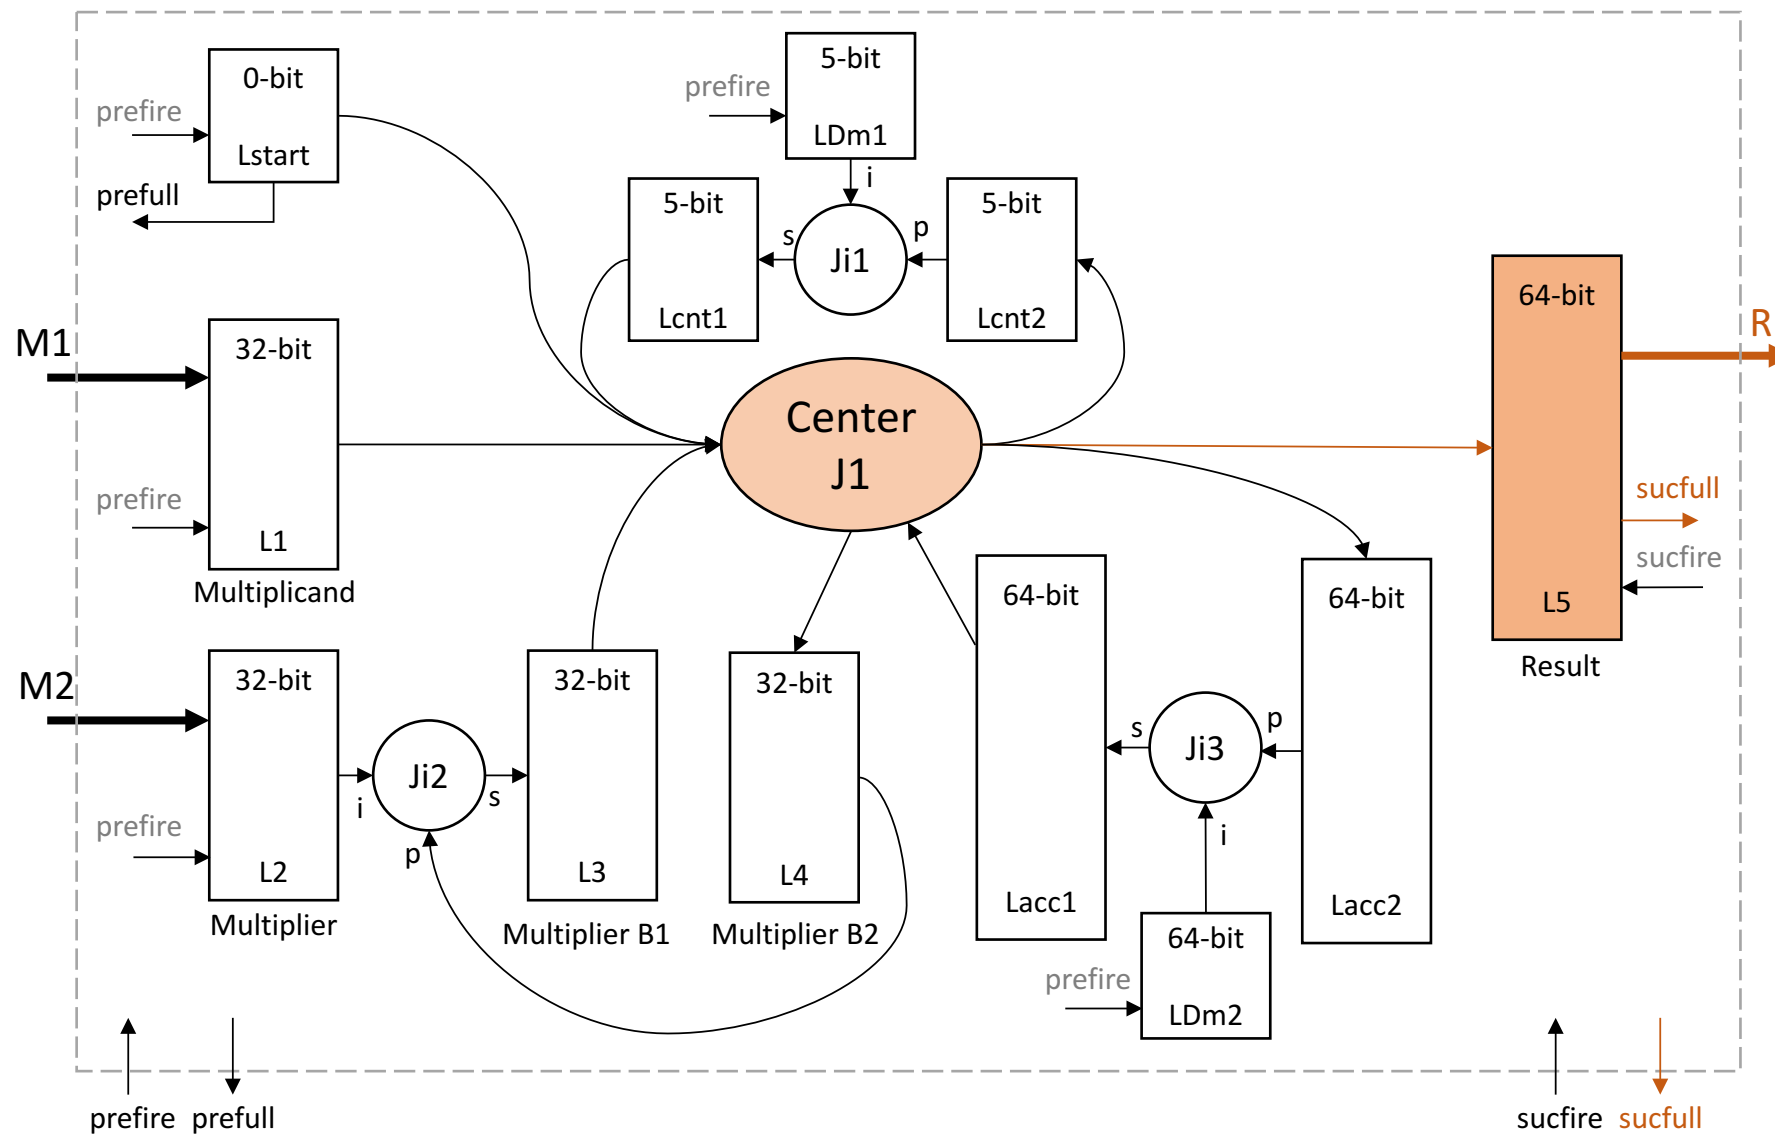 0-bit
prefire
Lstart
prefull
5-bit
prefire
LDm1
i
5-bit
s
Ji1
p
5-bit
Lcnt1
Lcnt2
M1
32-bit
prefire
L1
Multiplicand
Center
J1
64-bit
R
sucfull
sucfire
L5
Result
M2
32-bit
prefire
L2
Multiplier
i
Ji2
s
p
32-bit
L3
Multiplier B1
32-bit
L4
Multiplier B2
64-bit
Lacc1
s
Ji3
p
i
64-bit
Lacc2
64-bit
prefire
LDm2
prefire
prefull
sucfire
sucfull